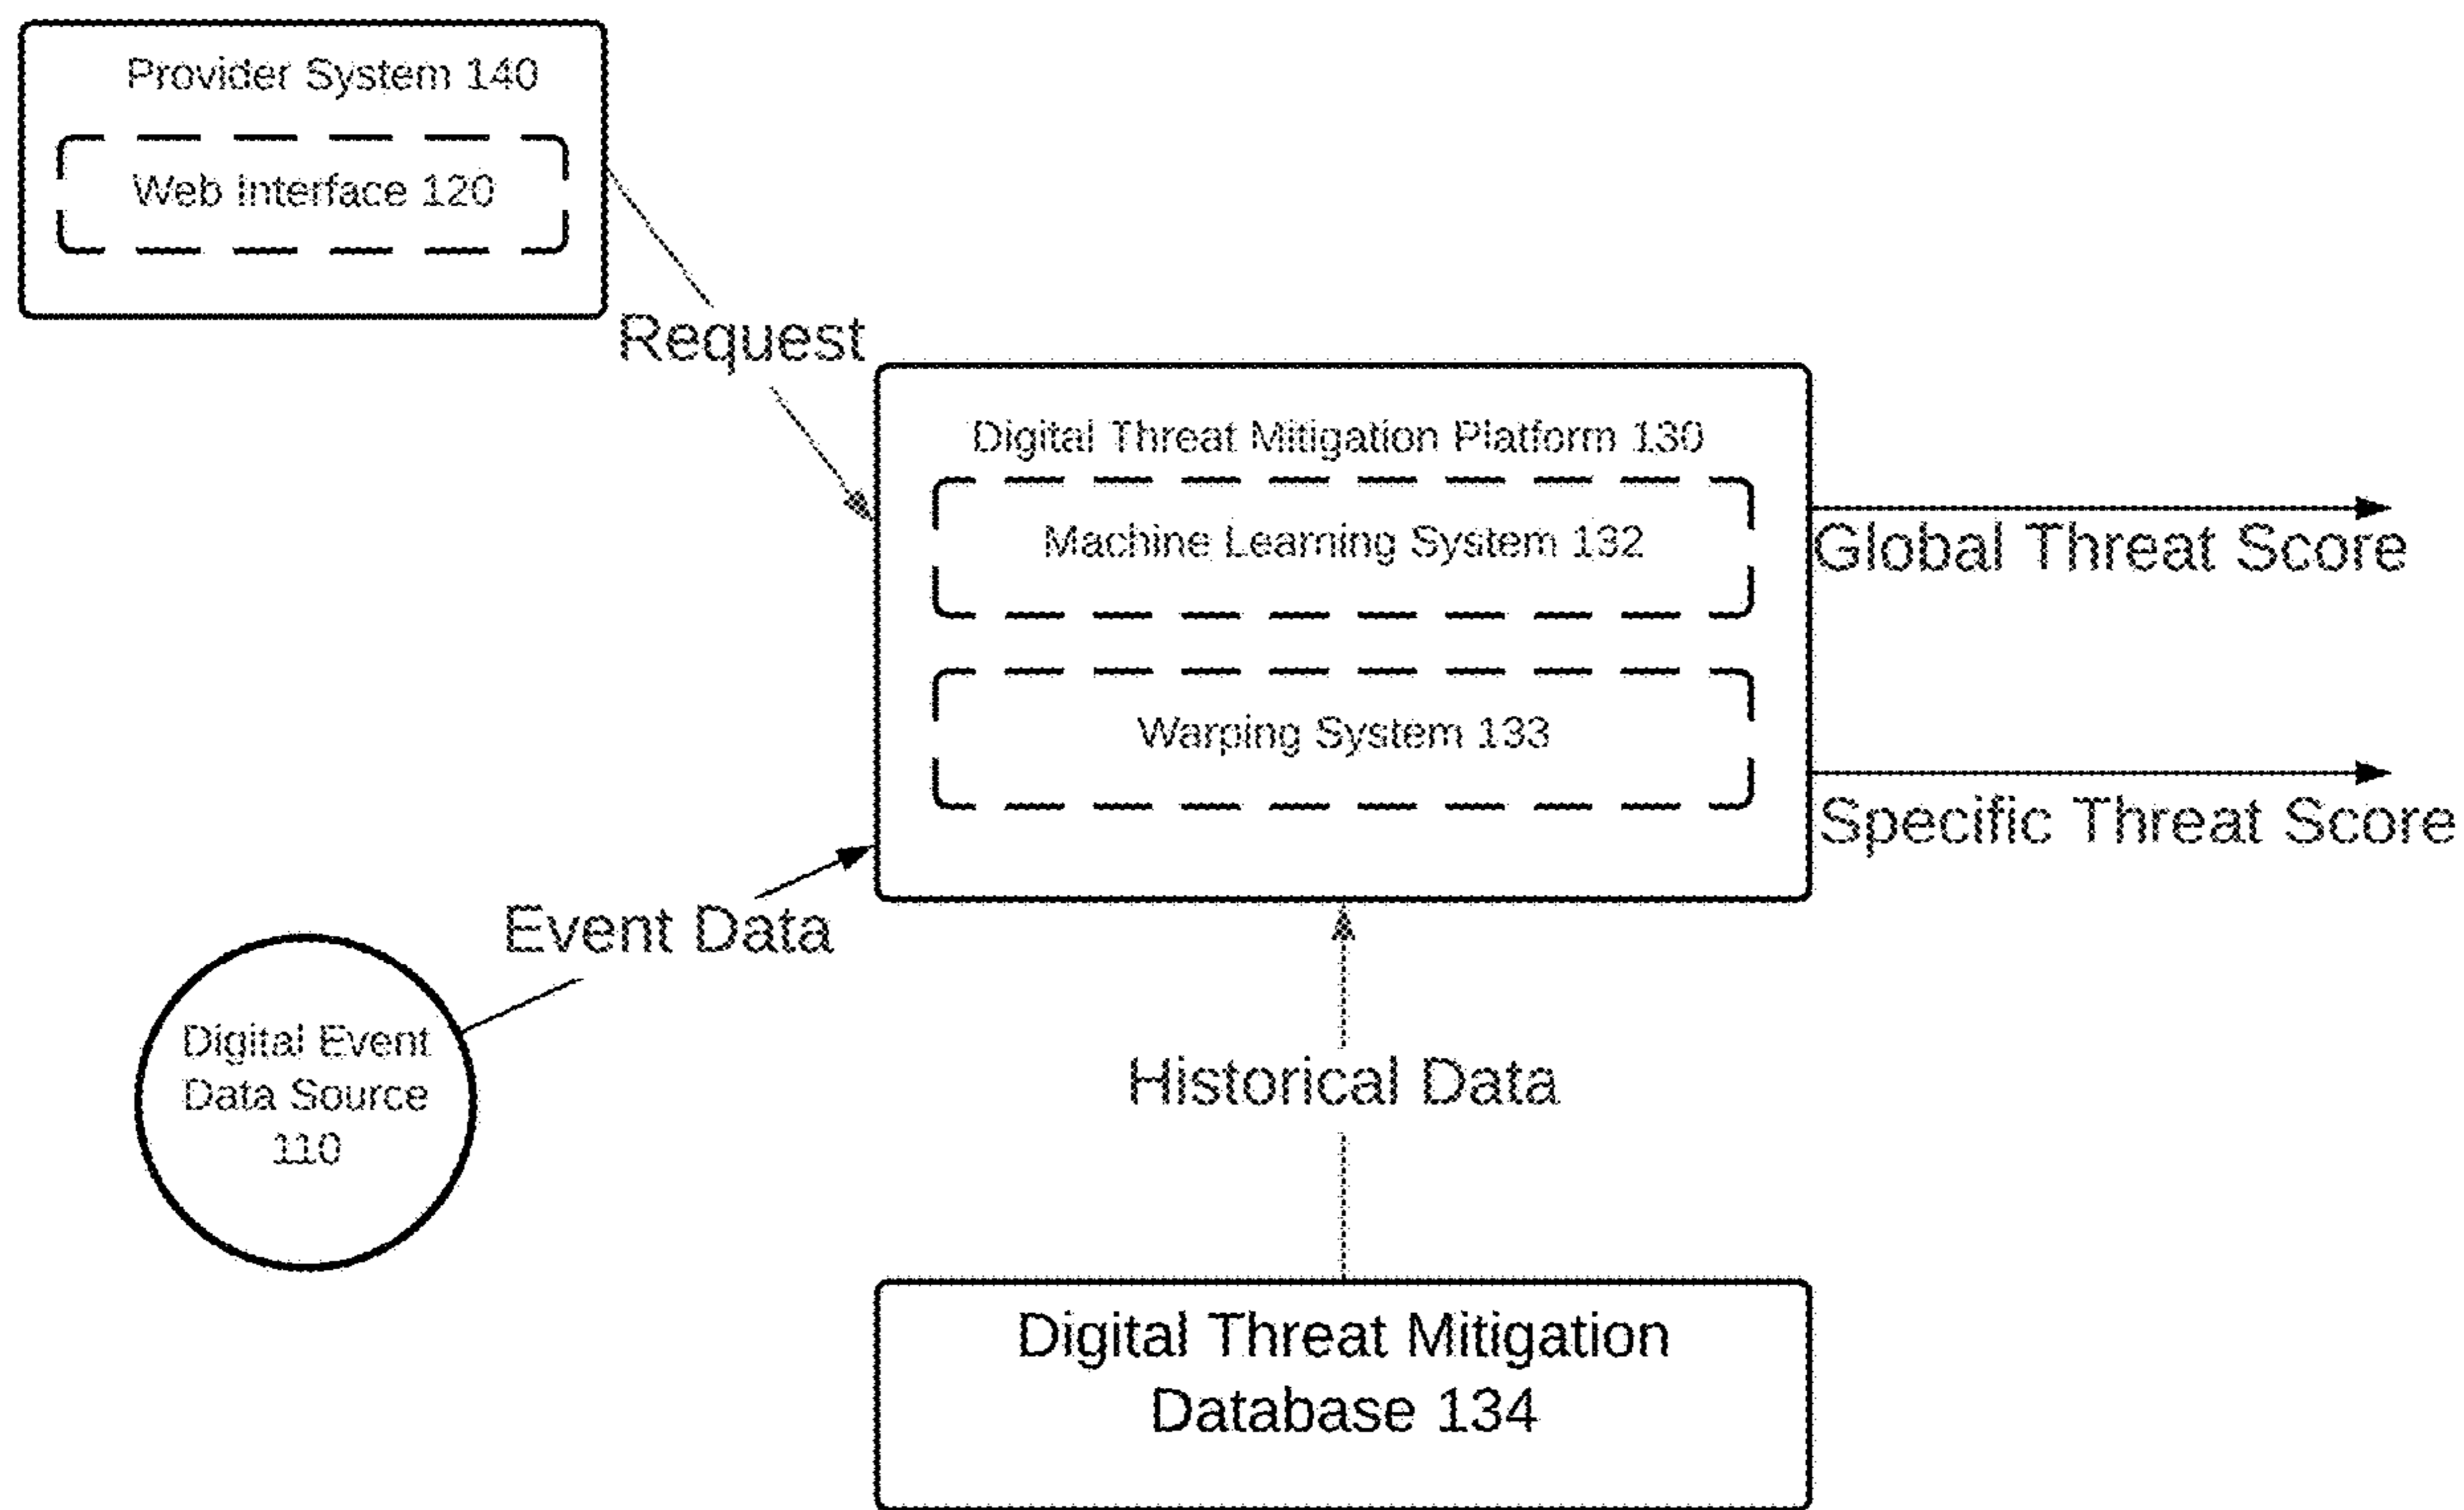 Provider System 140
Web Interface 120
Request
Digital Threat Mitigation Platform 130
Machine Learning System 132
Global Threat Score
Warping System 133
Specific Threat Score
Event Data
Digital Event
Data Source
110
Historical Data
Digital Threat Mitigation
Database 134